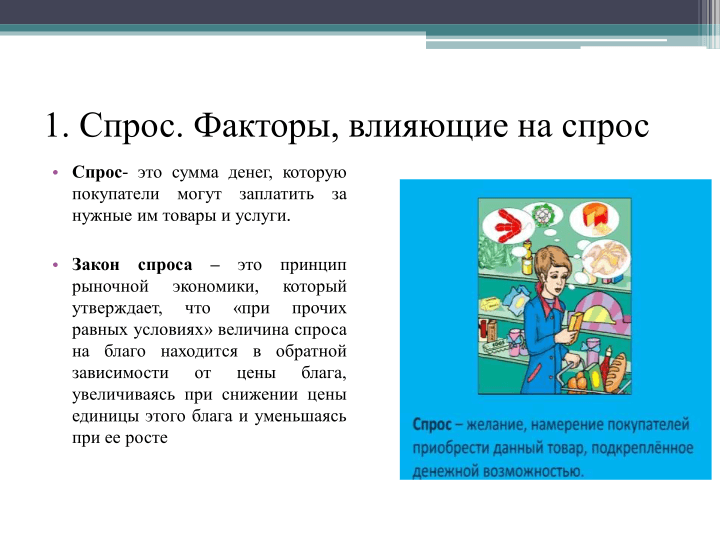 1. Спрос. Факторы, влияющие на спрос
• Спрос- это сумма денег, которую
покупатели могут заплатить за
нужные им товары и услуги.
• Закон спроса – это принцип
рыночной экономики, который
утверждает, что «при прочих
равных условиях» величина спроса
на благо находится в обратной
зависимости от цены блага,
увеличиваясь при снижении цены
единицы этого блага и уменьшаясь
при ее росте
Спрос – желание, намерение покупателей
приобрести данный товар, подкреплённое
денежной возможностью.